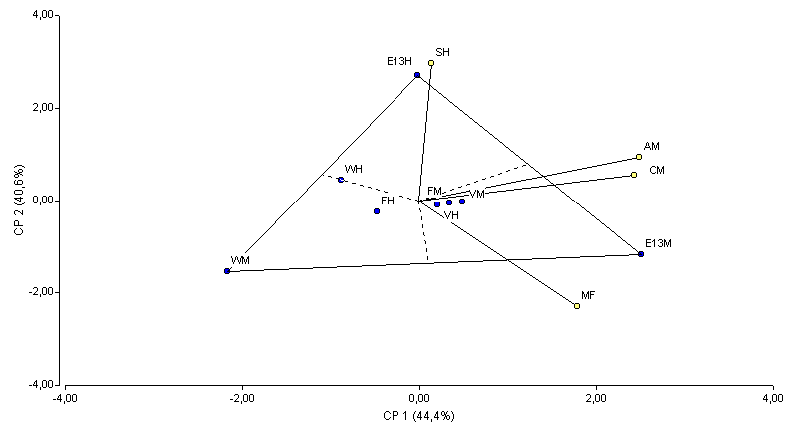 4,00
SH
E13H
2,00
AM
CM
WH
CP 2 (40,6%)
FM
VM
FH
0,00
VH
E13M
WM
MF
-2,00
-4,00
-4,00 -2,00 0,00 2,00 4,00
CP 1 (44,4%)